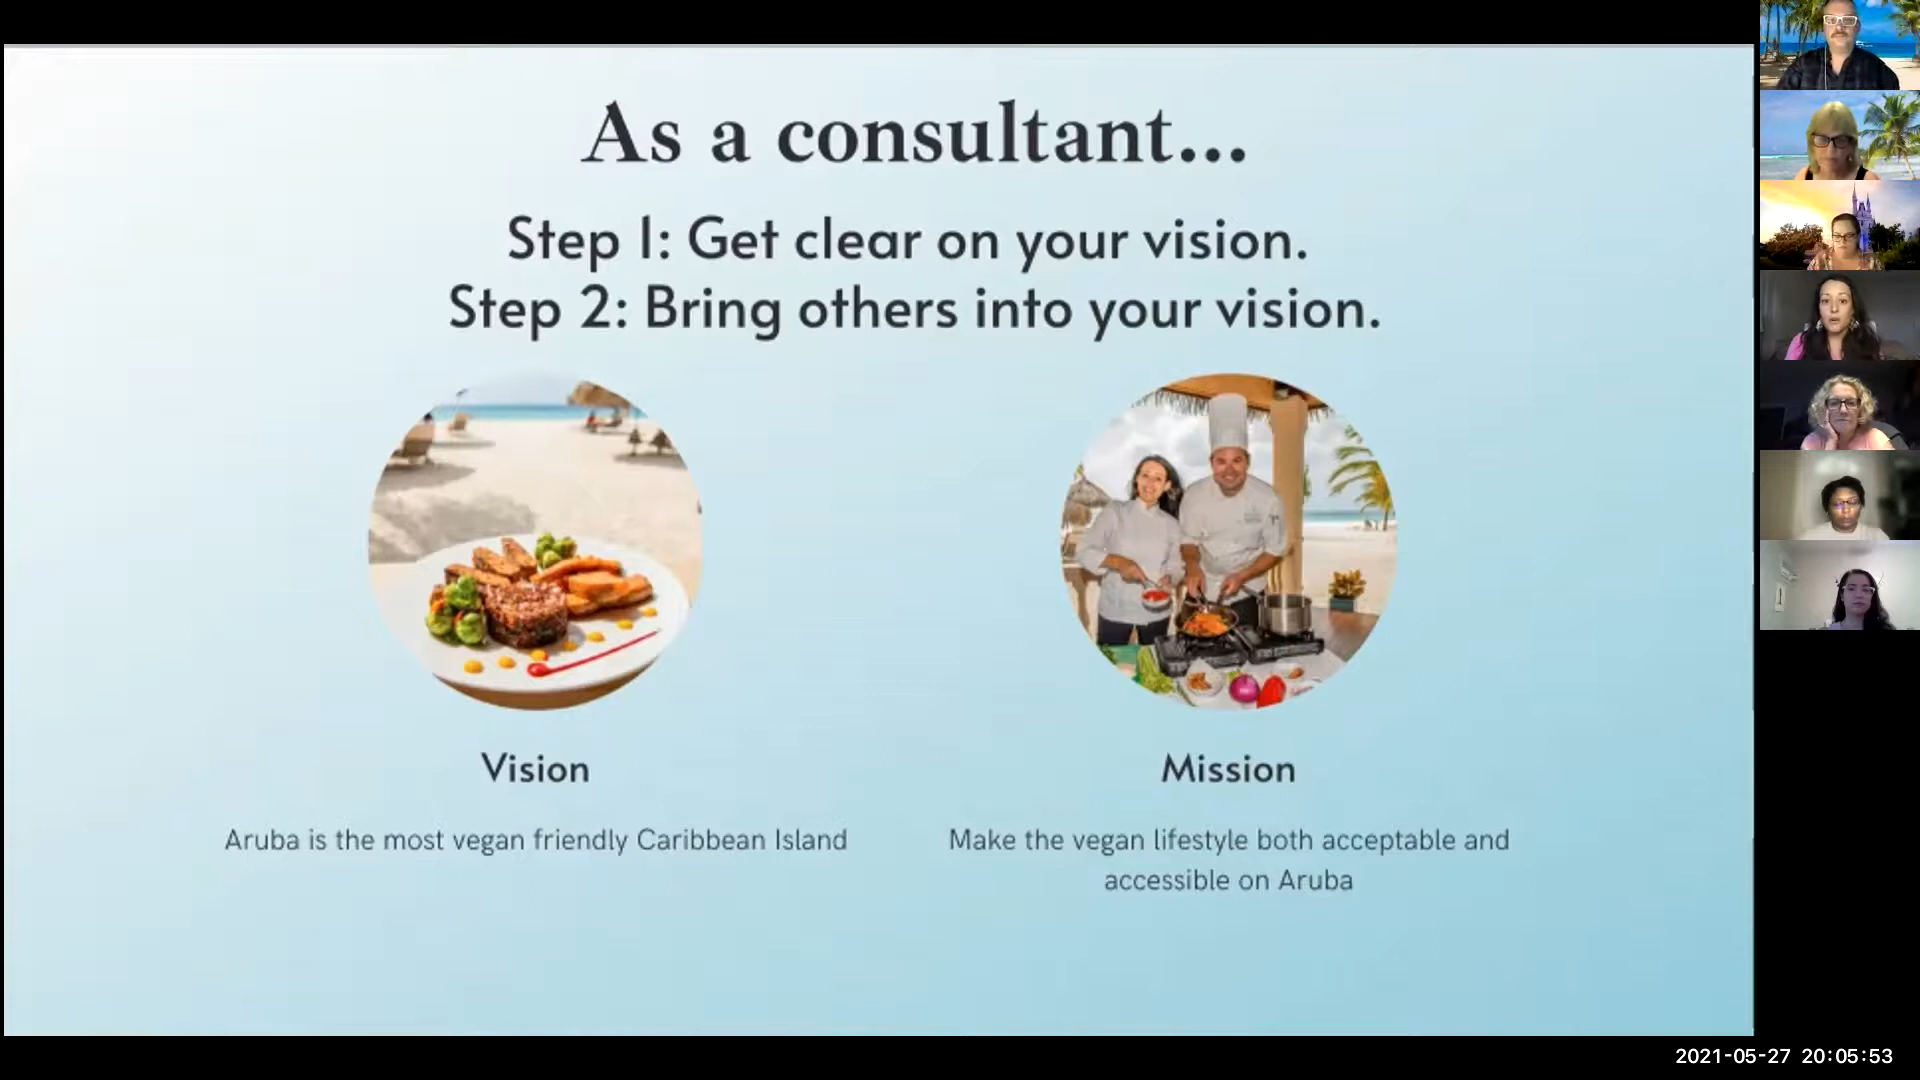 As a consultant...
Step 1: Get clear on your vision.
Step 2: Bring others into your vision.
Vision
Aruba is the most vegan friendly Caribbean Island
Mission
Make the vegan lifestyle both acceptable and
accessible on Aruba
2021-05-27 20:05:53